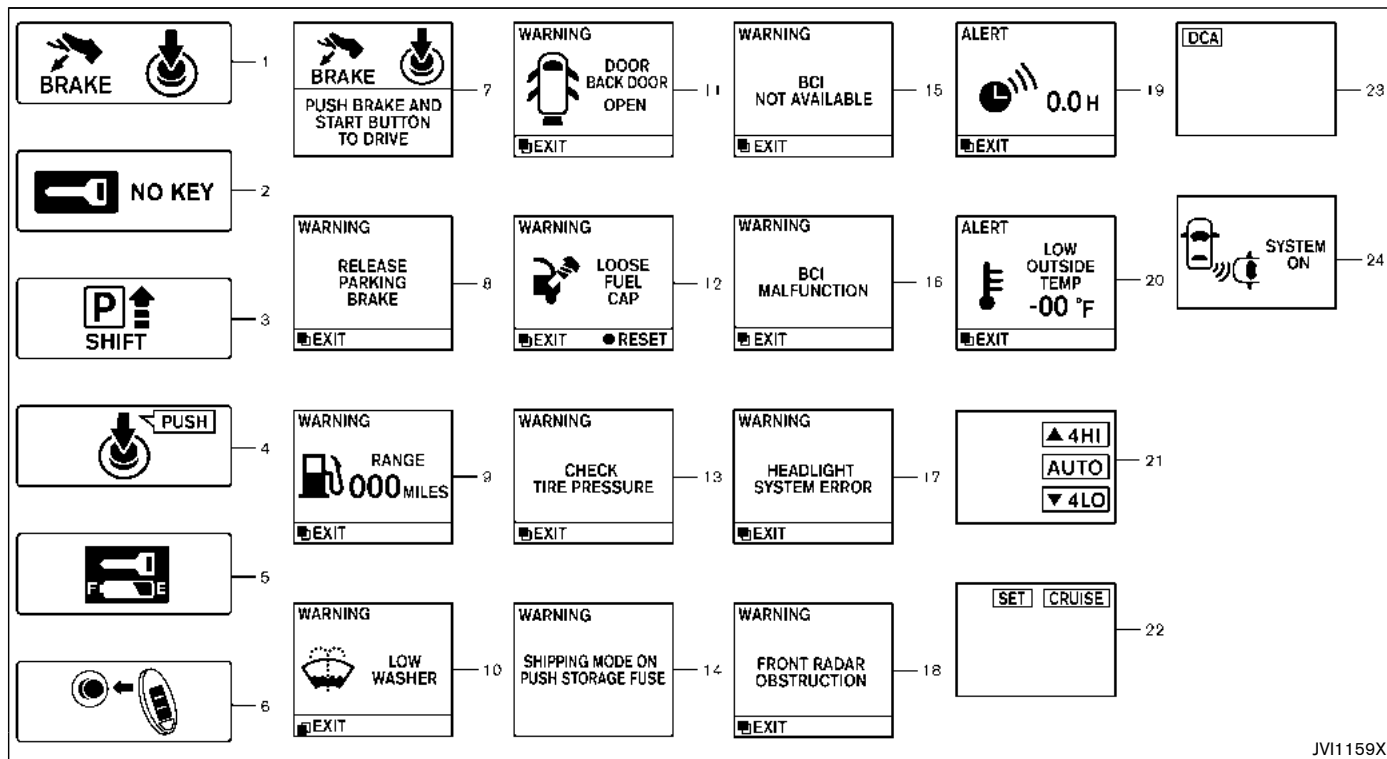 BRAKE
1
NO KEY
2
P
SHIFT
3
PUSH
4
F E
5
6
BRAKE
PUSH BRAKE AND
START BUTTON
TO DRIVE
7
WARNING
RELEASE
PARKING
BRAKE
EXIT
8
WARNING
RANGE
000 MILES
EXIT
9
WARNING
LOW
WASHER
EXIT
10
WARNING
DOOR
BACK DOOR
OPEN
EXIT
11
WARNING
LOOSE
FUEL
CAP
EXIT ● RESET
12
WARNING
CHECK
TIRE PRESSURE
EXIT
13
WARNING
SHIPPING MODE ON
PUSH STORAGE FUSE
14
WARNING
BCI
NOT AVAILABLE
EXIT
15
WARNING
BCI
MALFUNCTION
EXIT
16
WARNING
HEADLIGHT
SYSTEM ERROR
EXIT
17
WARNING
FRONT RADAR
OBSTRUCTION
EXIT
18
ALERT
0.0 H
EXIT
19
ALERT
LOW
OUTSIDE
TEMP
-00 °F
EXIT
20
▲ 4HI
AUTO
▼ 4LO
21
SET CRUISE
22
DCA
23
SYSTEM
ON
24
JVI1159X